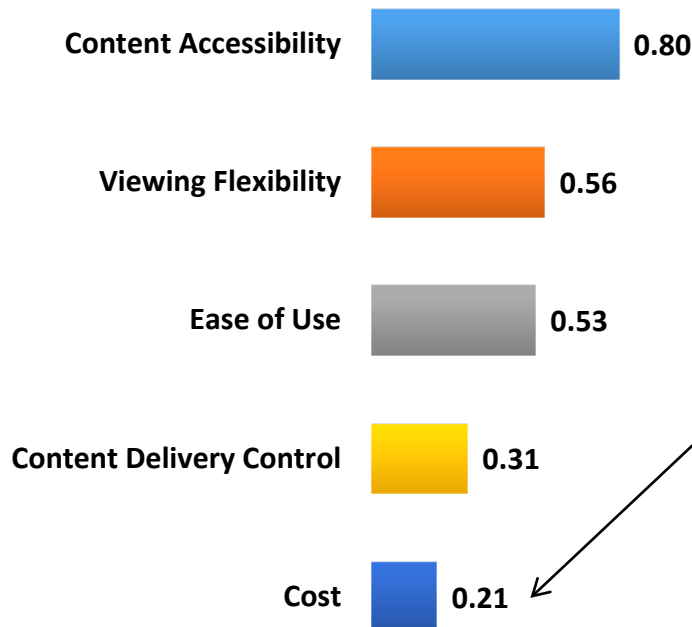 Content Accessibility 0.80
Viewing Flexibility 0.56
Ease of Use 0.53
Content Delivery Control 0.31
Cost 0.21